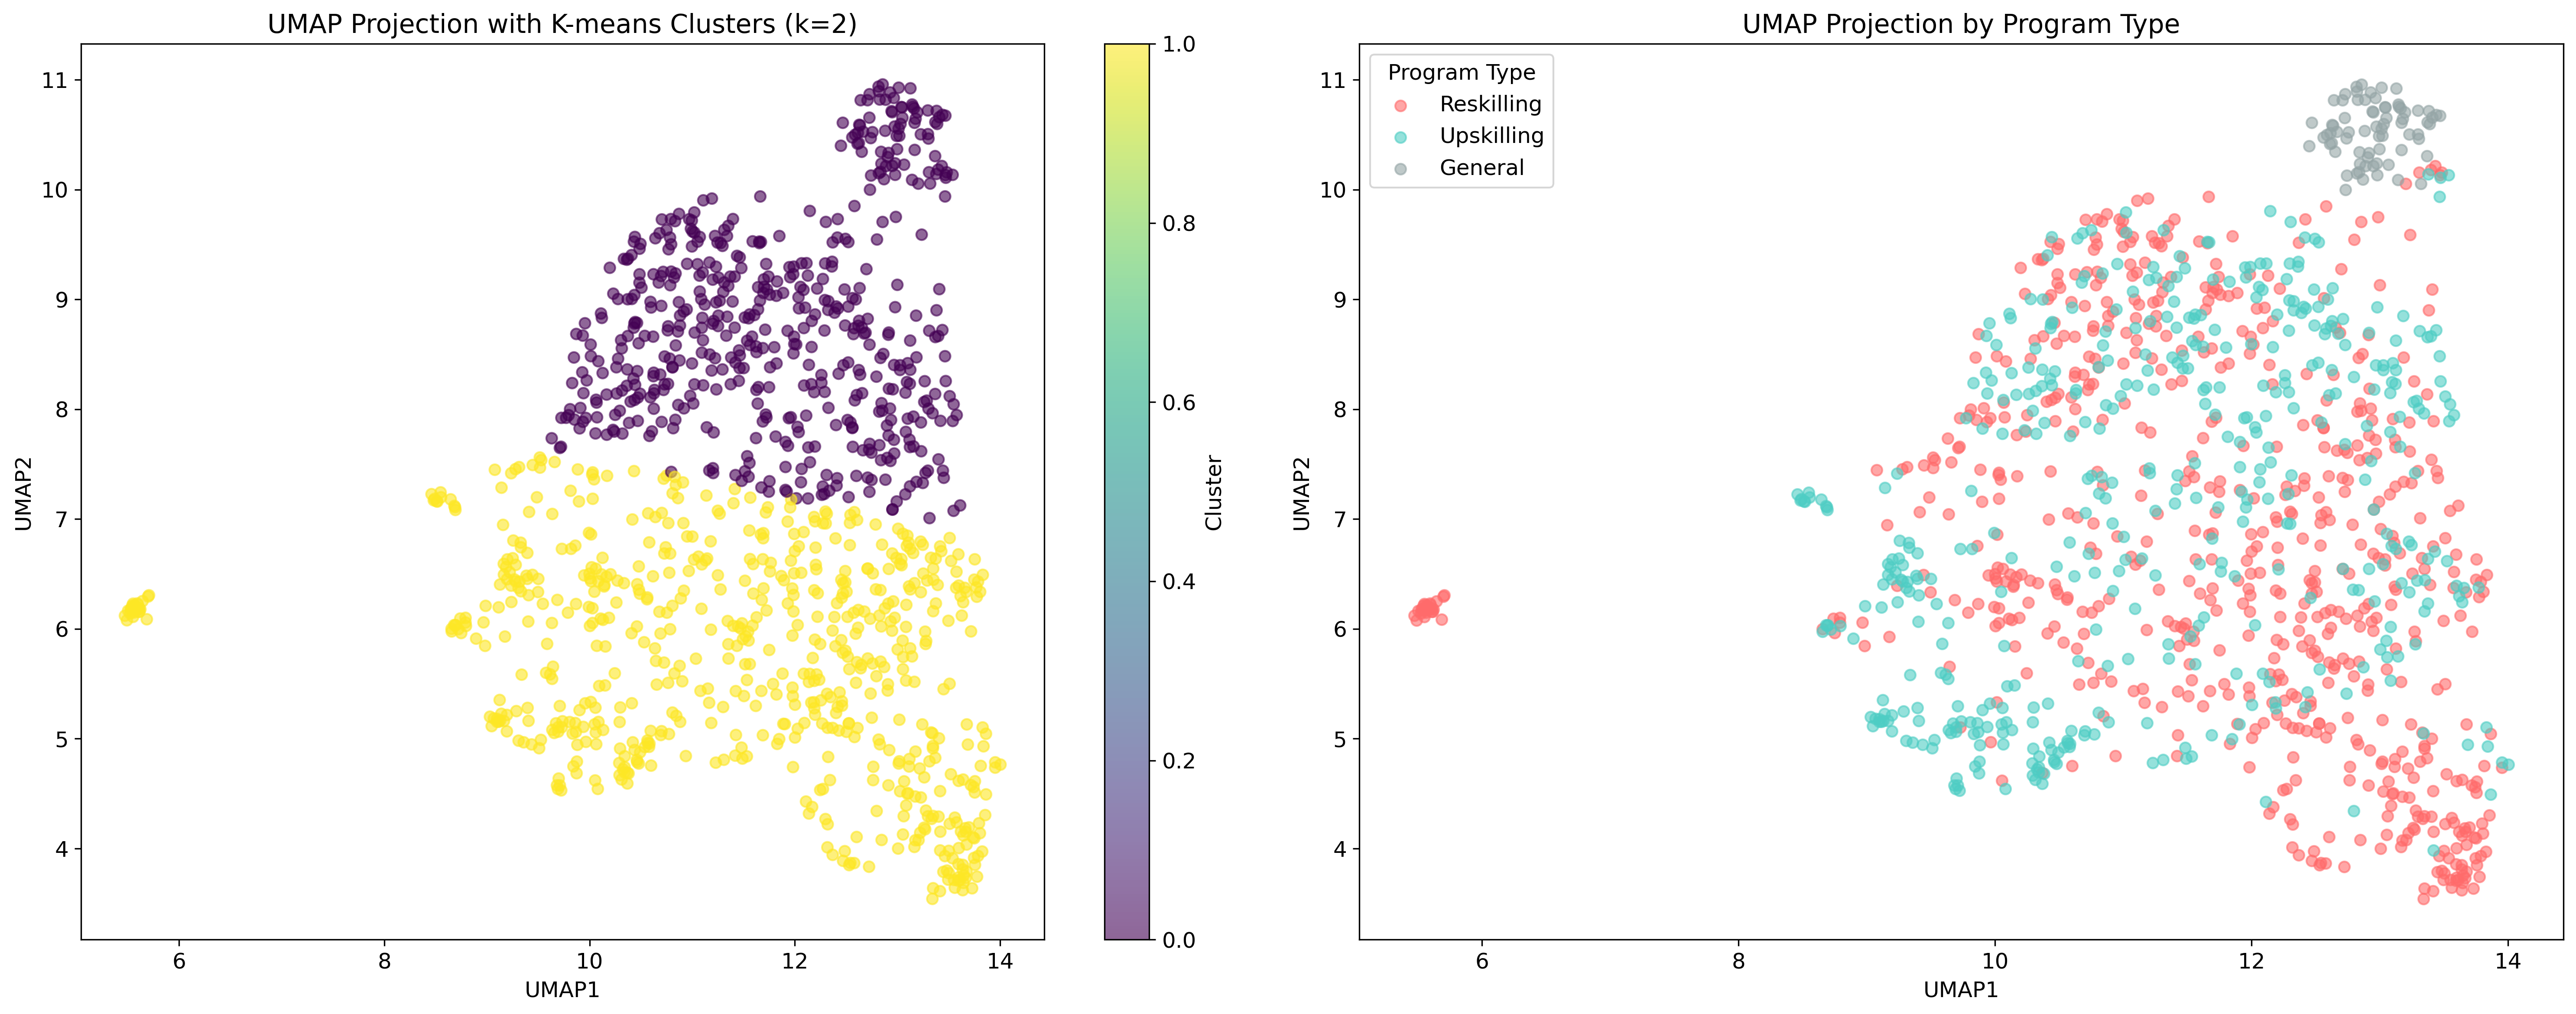 UMAP Projection with K-means Clusters (k=2)
11
10
9
8
7
6
5
4
UMAP2
6
8
10
12
14
UMAP1
1.0
0.8
0.6
0.4
0.2
0.0
Cluster
UMAP Projection by Program Type
Program Type
Reskilling
Upskilling
General
11
10
9
8
7
6
5
4
UMAP2
6
8
10
12
14
UMAP1